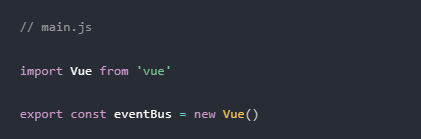 // main.js
import Vue from 'vue'
export const eventBus = new Vue()